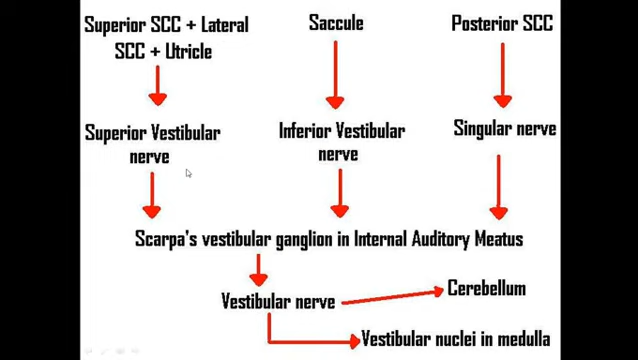 Superior SCC + Lateral
SCC + Utricle
Saccule
Posterior SCC
Superior Vestibular
nerve
Inferior Vestibular
nerve
Singular nerve
Scarpa's vestibular ganglion in Internal Auditory Meatus
Vestibular nerve
Cerebellum
Vestibular nuclei in medulla